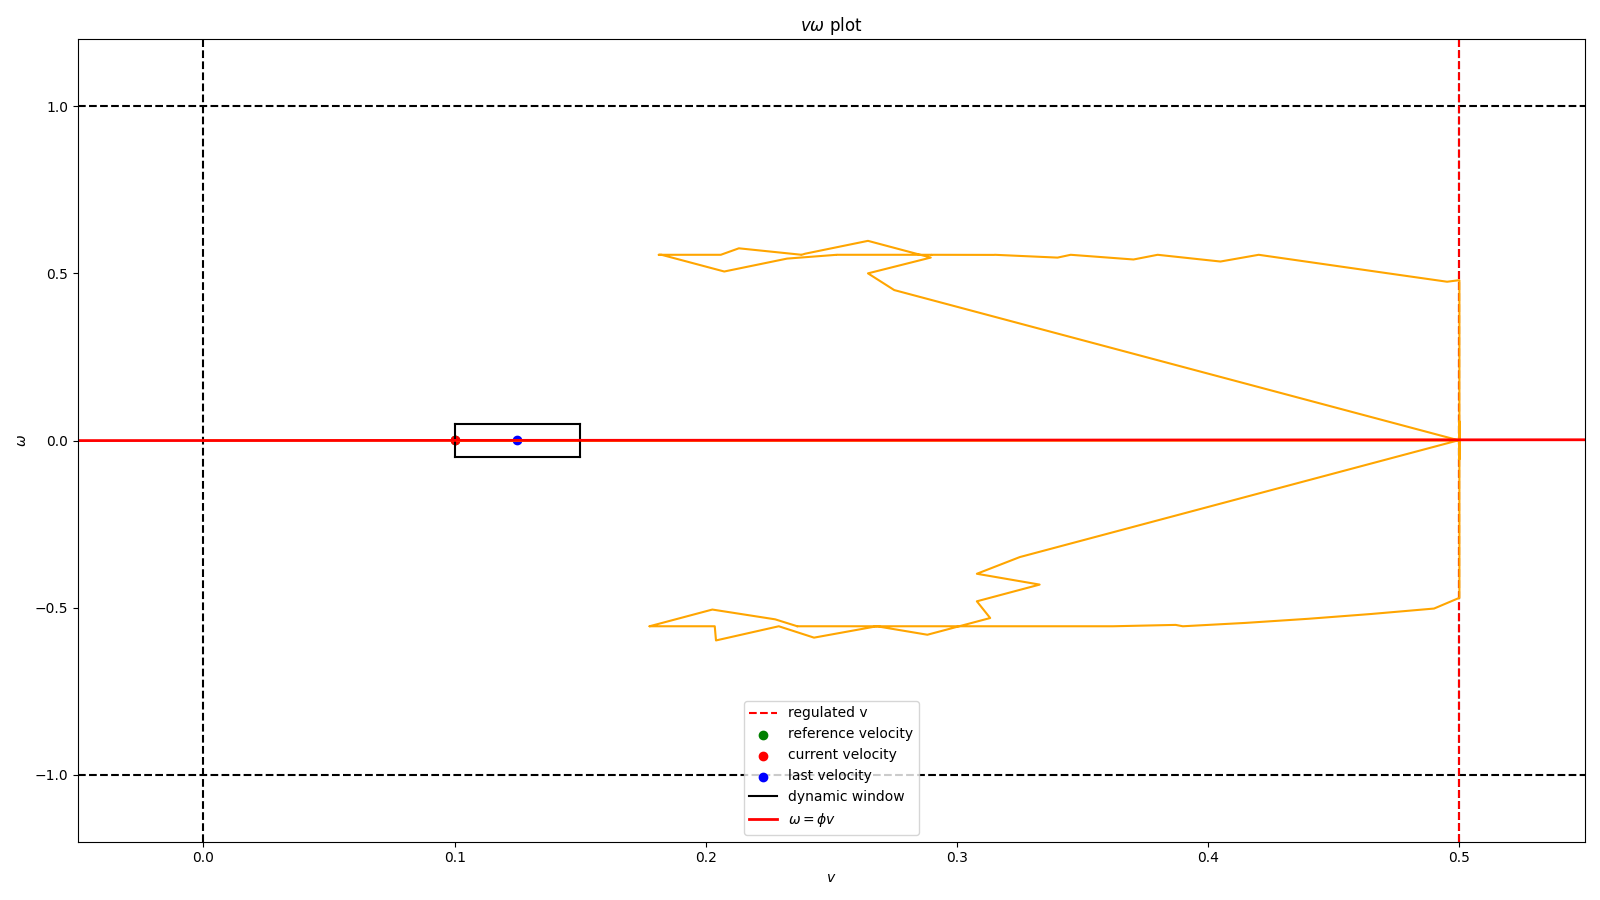 vω plot
1.0
0.5
0.0
−0.5
−1.0
ω
regulated v
reference velocity
current velocity
last velocity
dynamic window
ω = ϕv
0.0 0.1 0.2 0.3 0.4 0.5
v